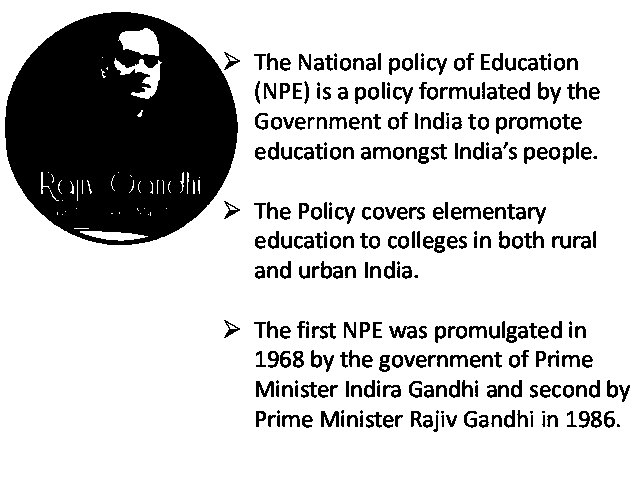 Rajiv Gandhi
➢ The National policy of Education
(NPE) is a policy formulated by the
Government of India to promote
education amongst India's people.
➢ The Policy covers elementary
education to colleges in both rural
and urban India.
➢ The first NPE was promulgated in
1968 by the government of Prime
Minister Indira Gandhi and second by
Prime Minister Rajiv Gandhi in 1986.